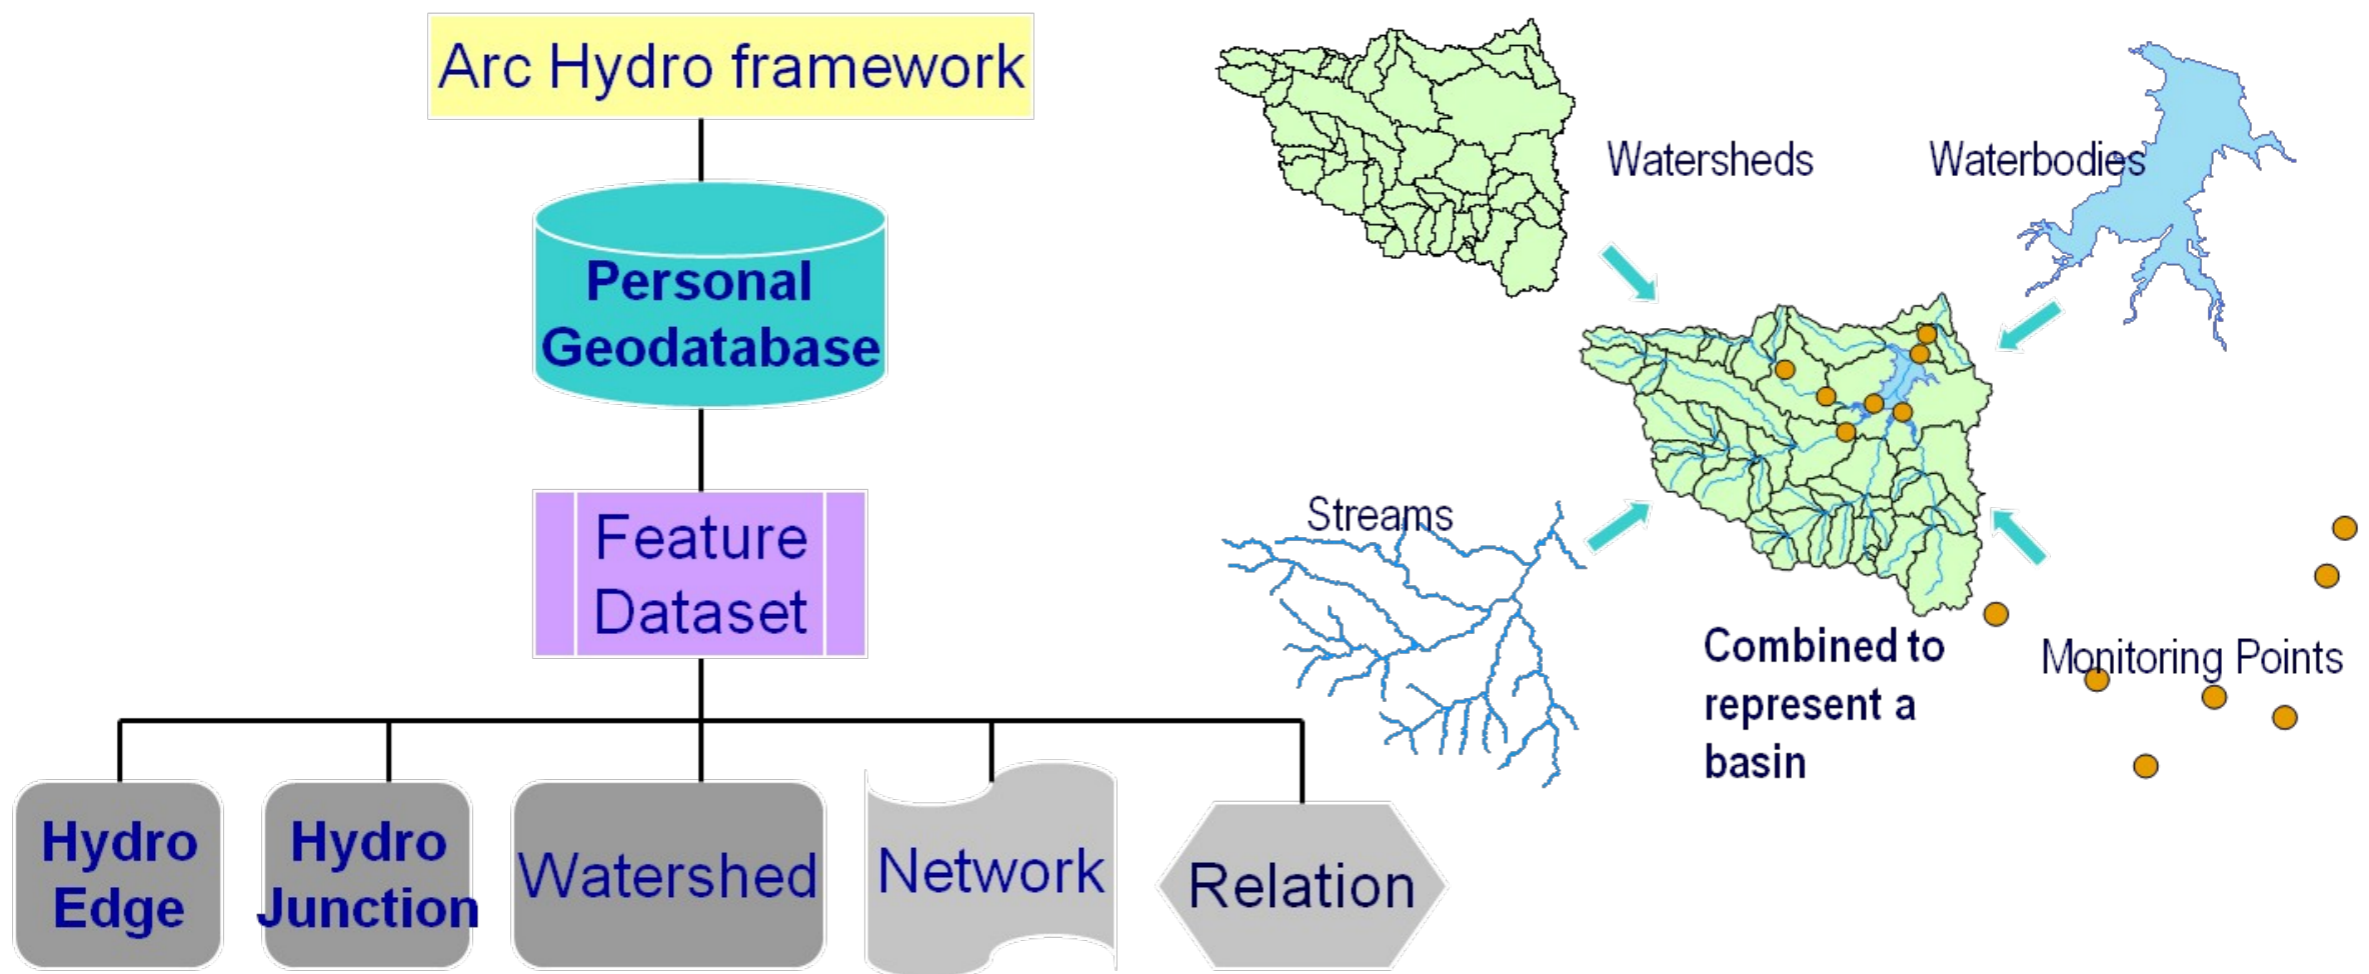 Arc Hydro framework
Personal
Geodatabase
Feature
Dataset
Hydro
Edge
Hydro
Junction
Watershed
Network
Relation
Watersheds
Waterbodies
Streams
Combined to
represent a
basin
Monitoring Points